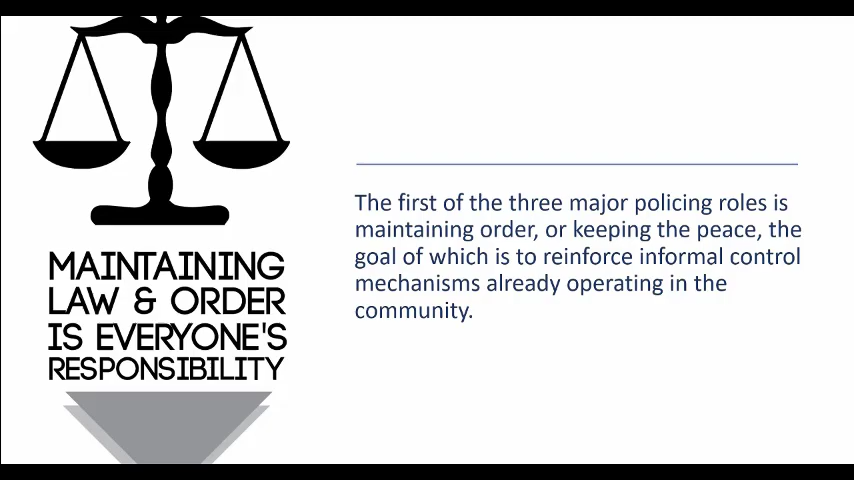 MAINTAINING
LAW & ORDER
IS EVERYONE'S
RESPONSIBILITY
The first of the three major policing roles is
maintaining order, or keeping the peace, the
goal of which is to reinforce informal control
mechanisms already operating in the
community.